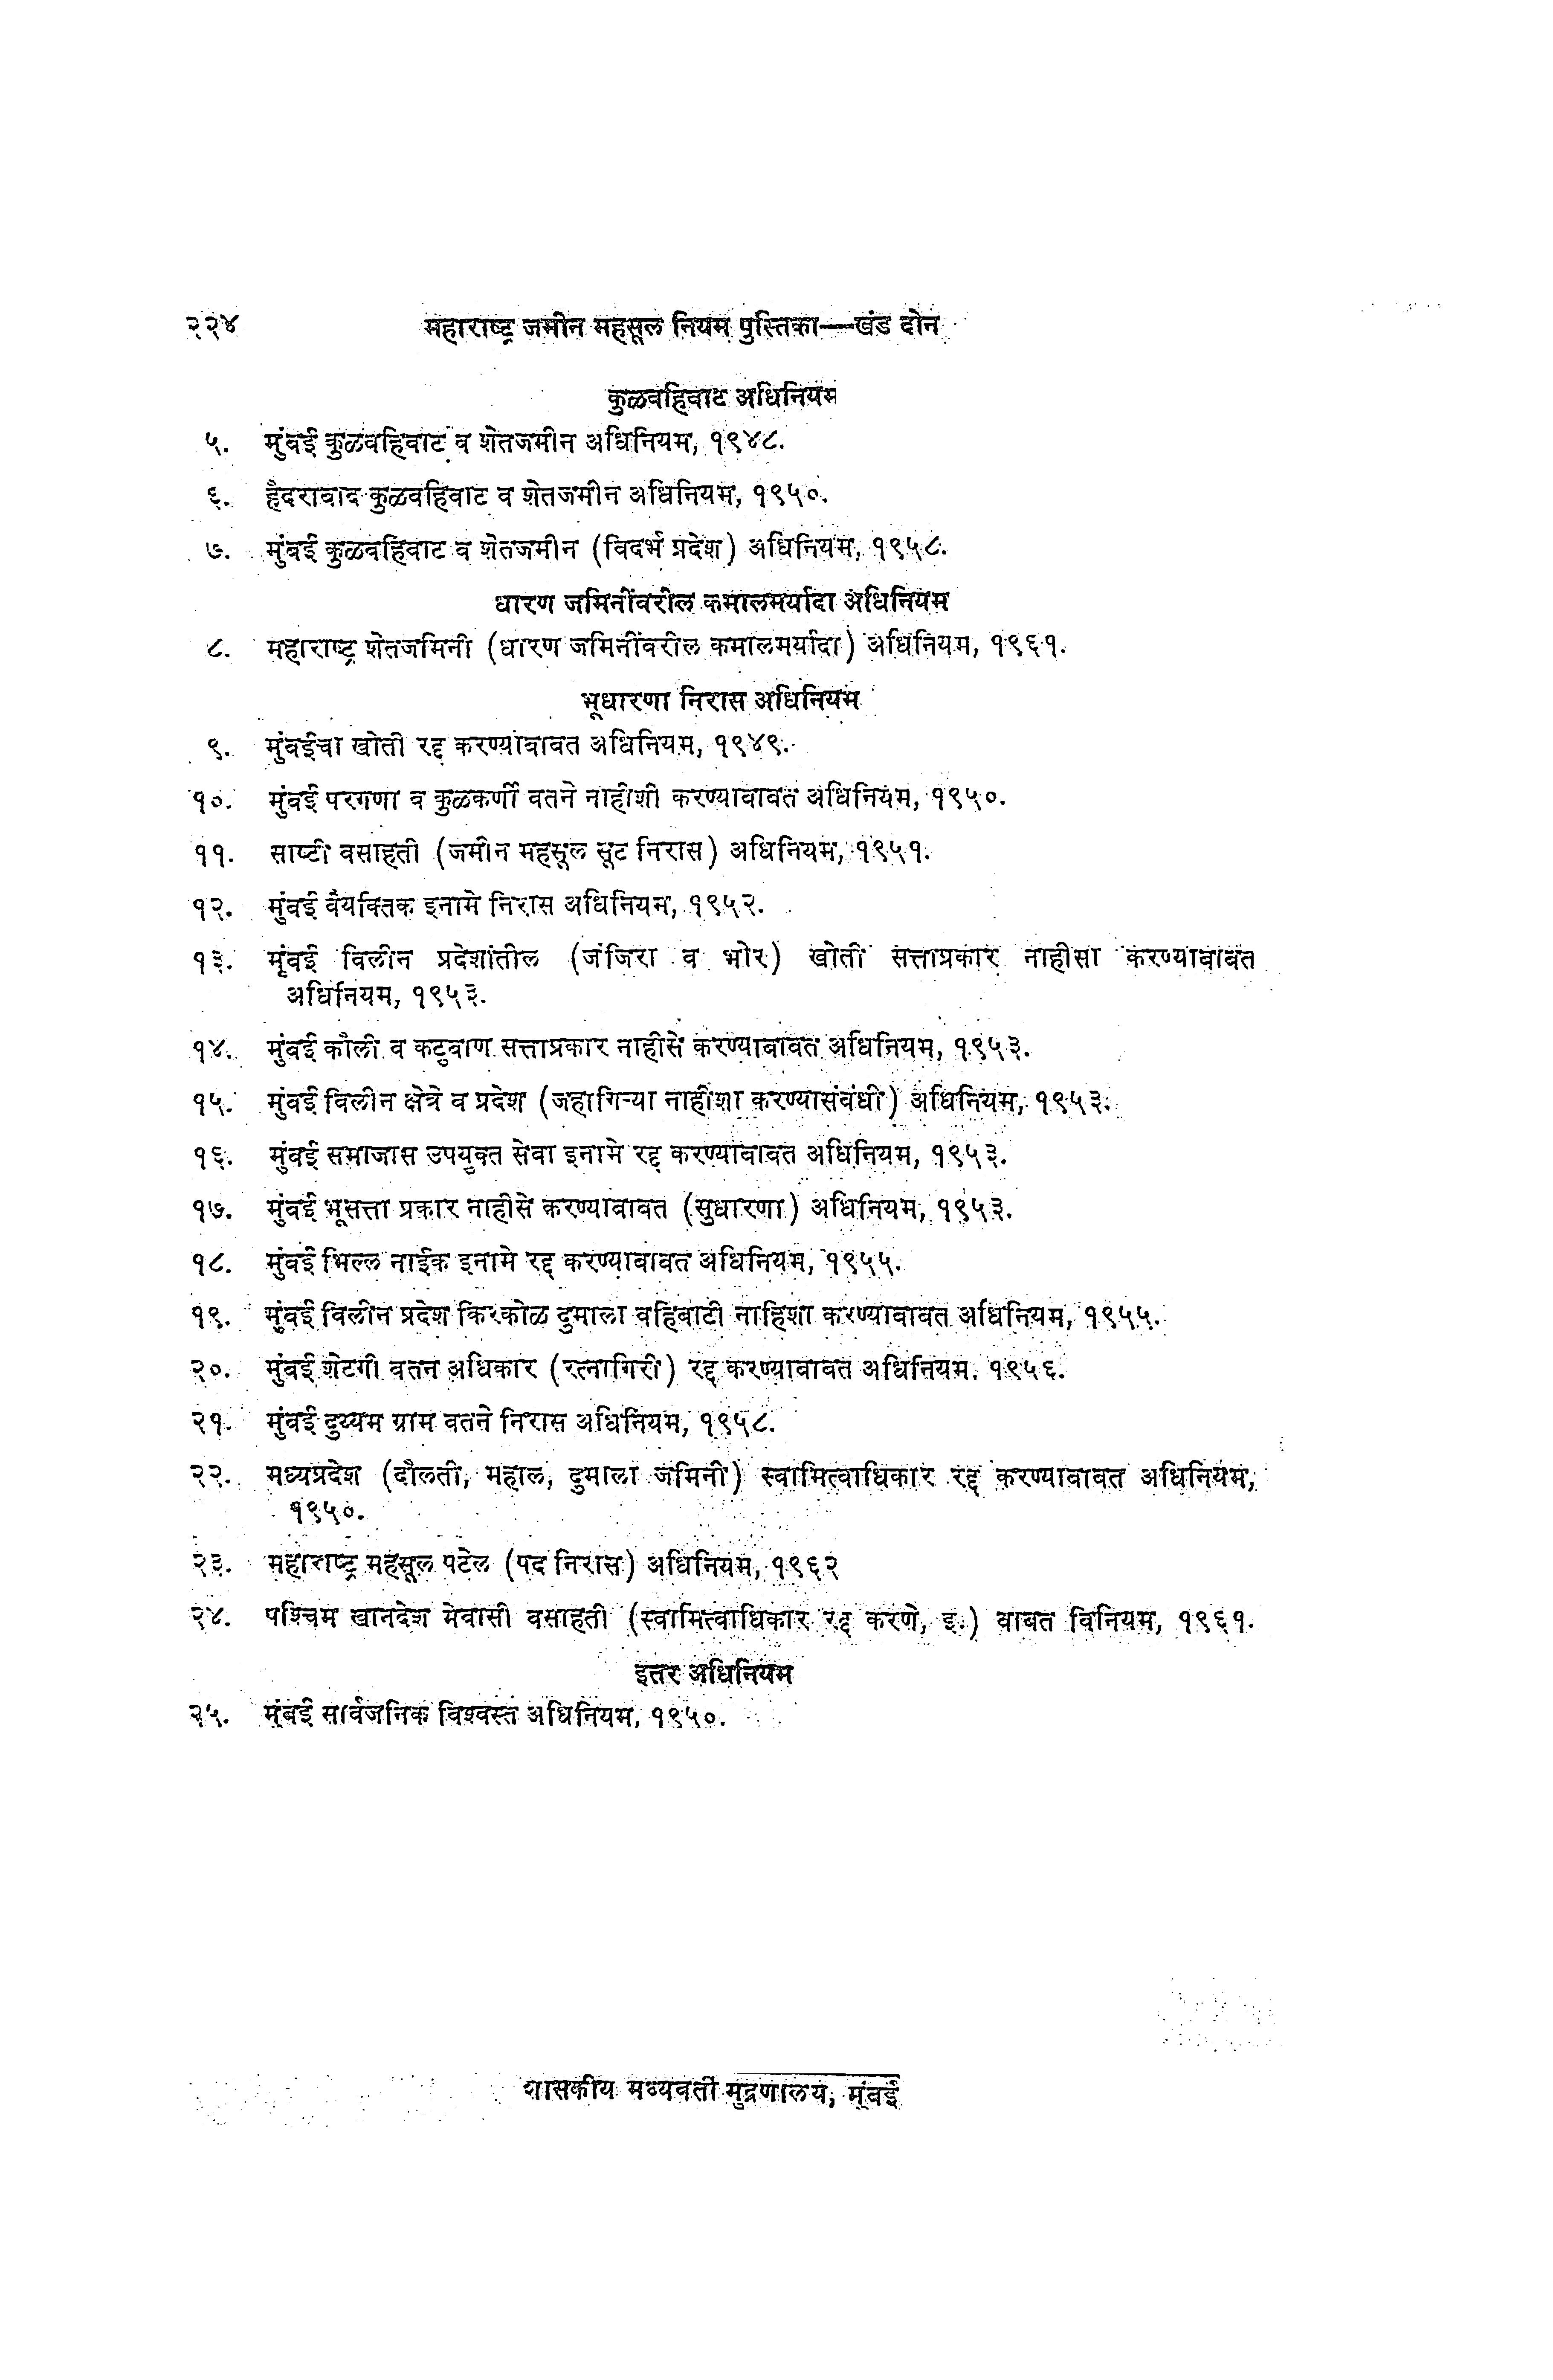 २२४ महाराष्ट्र जमीन महसूल नियम पुस्तिका—खंड दोन
कुळवहिवाट अधिनियम
५. मुंबई कुळवहिवाट व शेतजमीन अधिनियम, १९४८.
६. हैदराबाद कुळवहिवाट व शेतजमीन अधिनियम, १९५०.
७. मुंबई कुळवहिवाट व शेतजमीन (विदर्भ प्रदेश) अधिनियम, १९५८.
धारण जमिनींवरील कमालमर्यादा अधिनियम
८. महाराष्ट्र शेतजमिनी (धारण जमिनींवरील कमालमर्यादा) अधिनियम, १९६१.
भूधारणा निरास अधिनियम
९. मुंबईचा खोती रद्द करण्याबाबत अधिनियम, १९४९.
१०. मुंबई परगणा व कुळकर्णी वतने नाहीशी करण्याबाबत अधिनियम, १९५०.
११. साष्टी वसाहती (जमीन महसूल सूट निरास) अधिनियम, १९५१.
१२. मुंबई वैयक्तिक इनामे निरास अधिनियम, १९५२.
१३. मुंबई विलीन प्रदेशांतील (जंजिरा व भोर) खोती सत्ताप्रकार नाहीसा करण्याबाबत
अधिनियम, १९५३.
१४. मुंबई कौली व कटुबाण सत्ताप्रकार नाहीसे करण्याबाबत अधिनियम, १९५३.
१५. मुंबई विलीन क्षेत्रे व प्रदेश (जहागिऱ्या नाहीशा करण्यासंबंधी) अधिनियम, १९५३.
१६. मुंबई समाजास उपयुक्त सेवा इनामे रद्द करण्याबाबत अधिनियम, १९५३.
१७. मुंबई भूसत्ता प्रकार नाहीसे करण्याबाबत (सुधारणा) अधिनियम, १९५३.
१८. मुंबई भिल्ल नाईक इनामे रद्द करण्याबाबत अधिनियम, १९५५.
१९. मुंबई विलीन प्रदेश किरकोळ दुमाला वहिवाटी नाहिशा करण्याबाबत अधिनियम, १९५५.
२०. मुंबई शेटगी वतन अधिकार (रत्नागिरी) रद्द करण्याबाबत अधिनियम. १९५६.
२१. मुंबई दुय्यम ग्राम वतने निरास अधिनियम, १९५८.
२२. मध्यप्रदेश (दौलती, महाल, दुमाला जमिनी) स्वामित्वाधिकार रद्द करण्याबाबत अधिनियम,
१९५०.
२३. महाराष्ट्र महसूल पटेल (पद निरास) अधिनियम, १९६२
२४. पश्चिम खानदेश मेवासी वसाहती (स्वामित्वाधिकार रद्द करणे, इ.) बाबत विनियम, १९६१.
इतर अधिनियम
२५. मुंबई सार्वजनिक विश्वस्त अधिनियम, १९५०.
शासकीय मध्यवर्ती मुद्रणालय, मुंबई